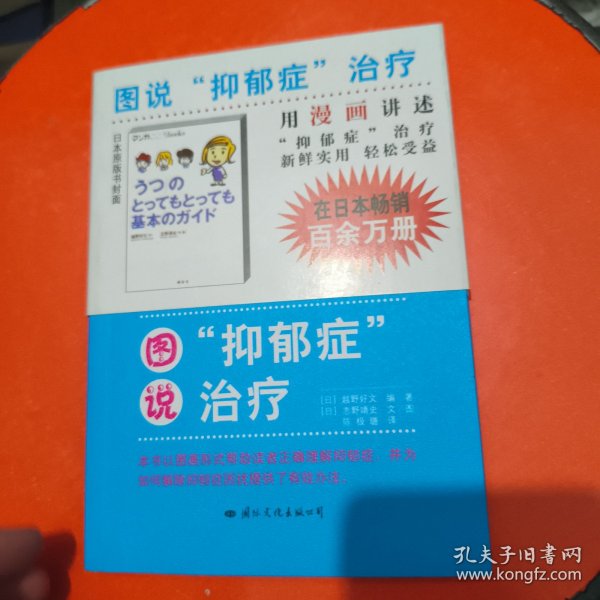 图说“抑郁症”治疗
用漫画讲述
“抑郁症”治疗
新鲜实用 轻松受益
日本原版书封面
うつの
とってもとっても
基本のガイド
在日本畅销
百余万册
图说
“抑郁症”
治疗
[日] 越野好文 编 著
[日] 志野靖史 文 图
陈极珊 译
国际文化出版公司
孔夫子旧书网
www.kongfz.com